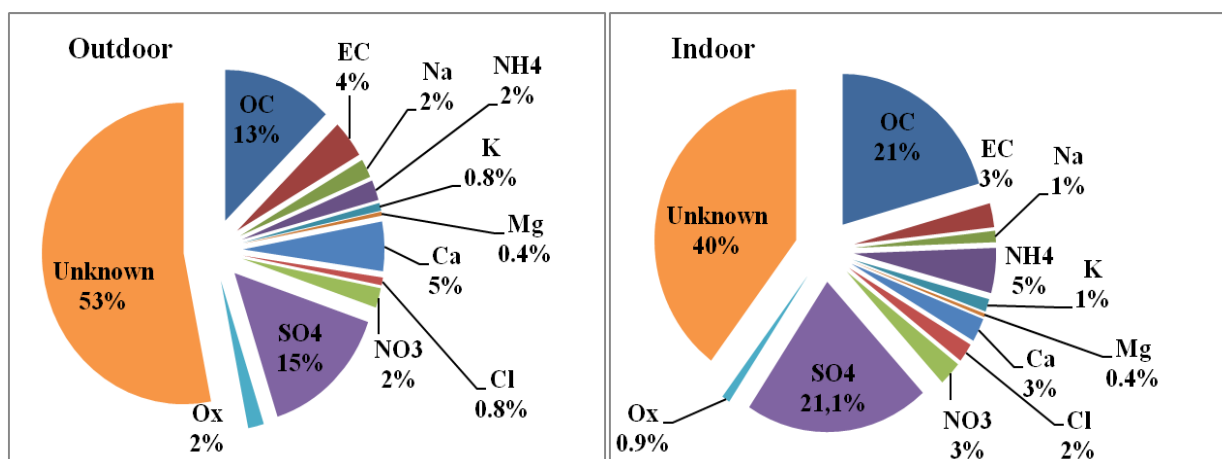 Outdoor
OC
13%
EC
4%
Na
2%
NH4
2%
K
0.8%
Mg
0.4%
Ca
5%
Cl
0.8%
NO3
2%
SO4
15%
Ox
2%
Unknown
53%
Indoor
OC
21%
EC
3%
Na
1%
NH4
5%
K
1%
Mg
0.4%
Ca
3%
Cl
2%
NO3
3%
SO4
21,1%
Ox
0.9%
Unknown
40%